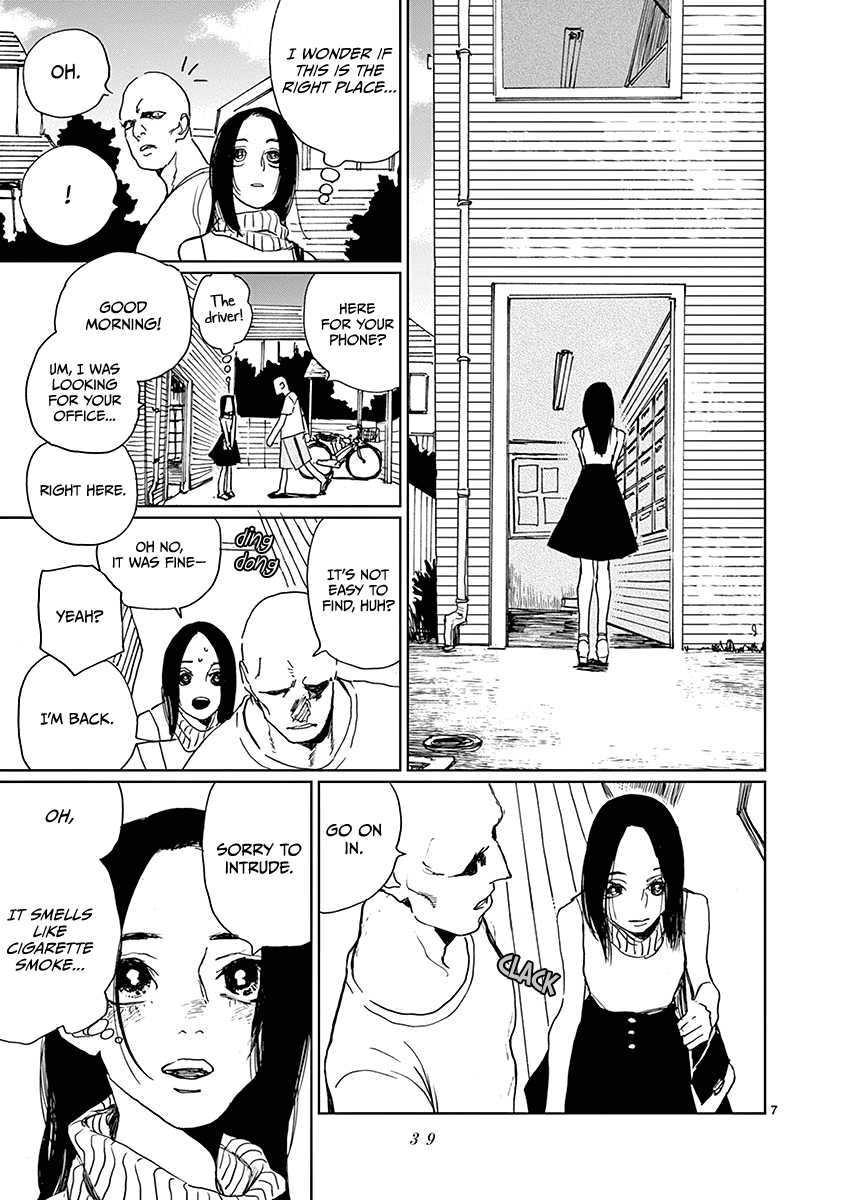 I WONDER IF
THIS IS THE
RIGHT PLACE...
OH.
!
HERE
FOR YOUR
PHONE?
The
driver!
GOOD
MORNING!
UM, I WAS
LOOKING
FOR YOUR
OFFICE...
RIGHT HERE.
IT'S NOT
EASY TO
FIND, HUH?
ding
dong
OH NO,
IT WAS FINE—
YEAH?
I'M BACK.
GO ON
IN.
CLACK
SORRY TO
INTRUDE.
OH,
IT SMELLS
LIKE
CIGARETTE
SMOKE...
7
39